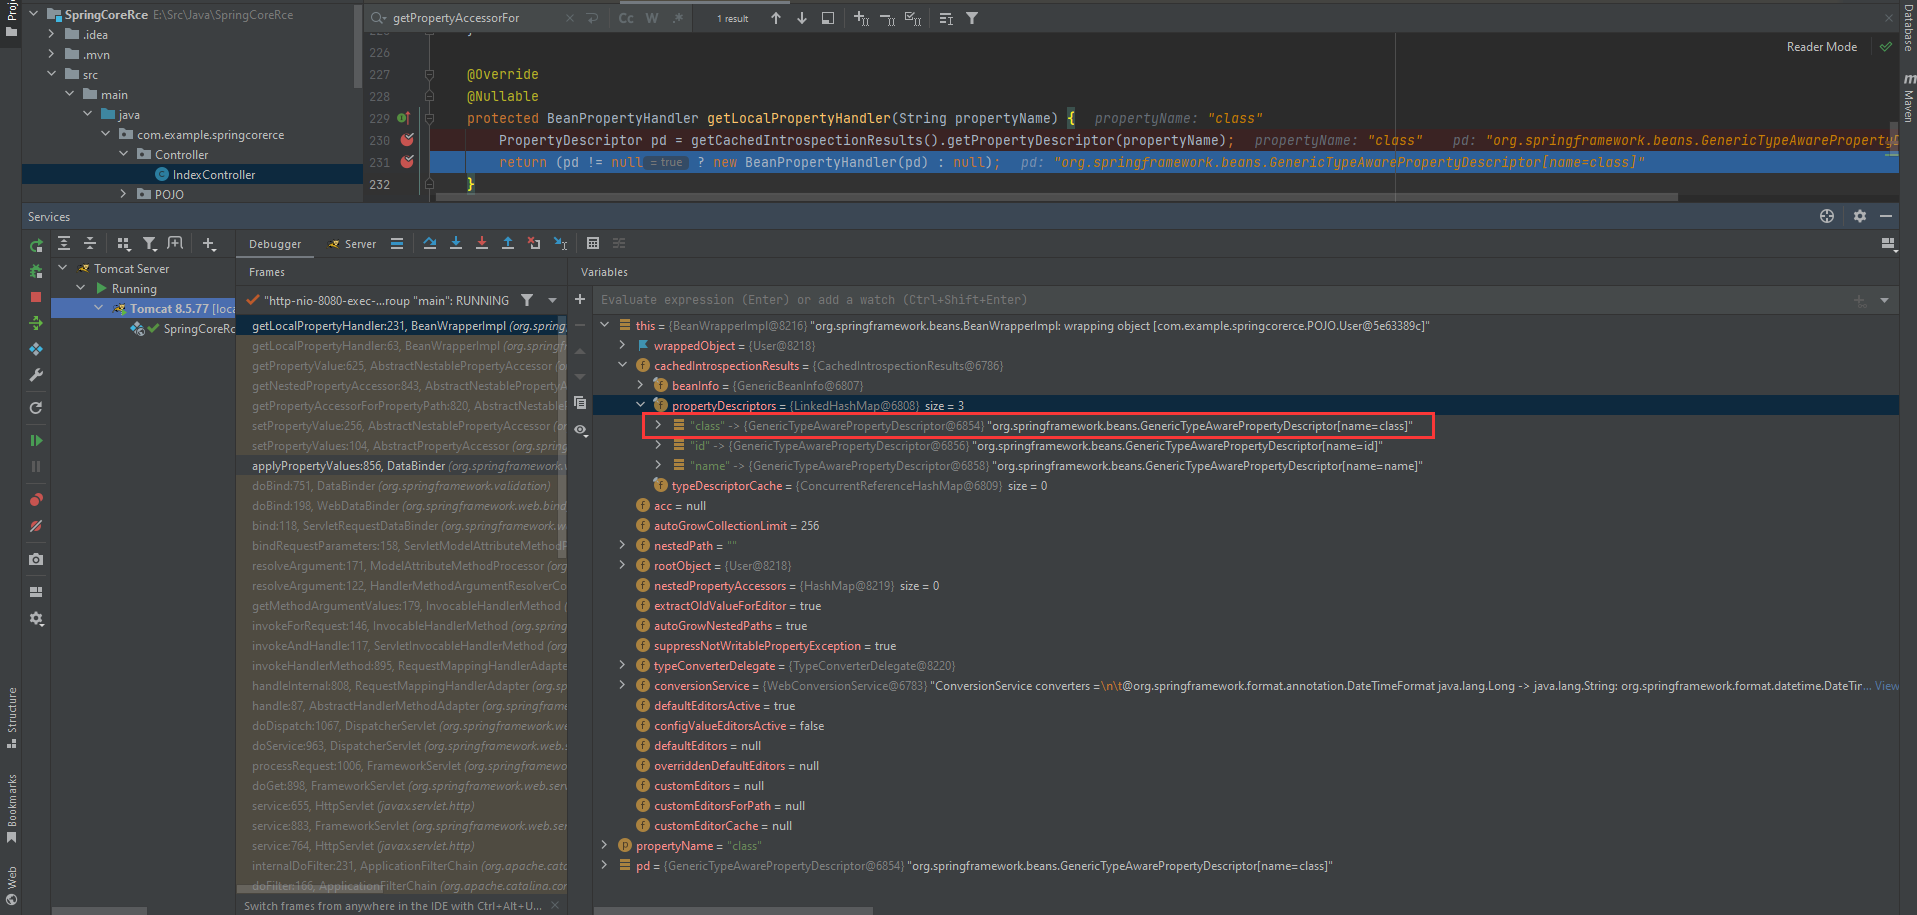 SpringCoreRce E:\Src\Java\SpringCoreRce
.idea
.mvn
src
main
java
com.example.springcorerce
Controller
IndexController
POJO
getPropertyAccessorFor
Cc W .*
1 result
Reader Mode
226
227 @Override
228 @Nullable
229 protected BeanPropertyHandler getLocalPropertyHandler(String propertyName) { propertyName: "class"
230 PropertyDescriptor pd = getCachedIntrospectionResults().getPropertyDescriptor(propertyName); propertyName: "class" pd: "org.springframework.beans.GenericTypeAwarePropertyD
231 return (pd != null = true ? new BeanPropertyHandler(pd) : null); pd: "org.springframework.beans.GenericTypeAwarePropertyDescriptor[name=class]"
232 }
Database
Maven
Structure
Bookmarks
Web
Services
Debugger
Server
Tomcat Server
Running
Tomcat 8.5.77 [loca
SpringCoreRc
Frames
"http-nio-8080-exec-...roup "main": RUNNING
getLocalPropertyHandler:231, BeanWrapperImpl (org.spring
getLocalPropertyHandler:63, BeanWrapperImpl (org.spring
getPropertyValue:625, AbstractNestablePropertyAccessor (o
getNestedPropertyAccessor:843, AbstractNestablePropertyA
getPropertyAccessorForPropertyPath:820, AbstractNestable
setPropertyValue:256, AbstractNestablePropertyAccessor (o
setPropertyValues:104, AbstractPropertyAccessor (org.spri
applyPropertyValues:856, DataBinder (org.springframework.v
doBind:751, DataBinder (org.springframework.validation)
doBind:198, WebDataBinder (org.springframework.web.bind
bind:118, ServletRequestDataBinder (org.springframework.w
bindRequestParameters:158, ServletModelAttributeMethodP
resolveArgument:171, ModelAttributeMethodProcessor (org.
resolveArgument:122, HandlerMethodArgumentResolverCo
getMethodArgumentValues:179, InvocableHandlerMethod (
invokeForRequest:146, InvocableHandlerMethod (org.spring
invokeAndHandle:117, ServletInvocableHandlerMethod (org
invokeHandlerMethod:895, RequestMappingHandlerAdapte
handleInternal:808, RequestMappingHandlerAdapter (org.sp
handle:87, AbstractHandlerMethodAdapter (org.springframew
doDispatch:1067, DispatcherServlet (org.springframework.we
doService:963, DispatcherServlet (org.springframework.web.s
processRequest:1006, FrameworkServlet (org.springframewo
doGet:898, FrameworkServlet (org.springframework.web.serv
service:655, HttpServlet (javax.servlet.http)
service:883, FrameworkServlet (org.springframework.web.ser
service:764, HttpServlet (javax.servlet.http)
internalDoFilter:231, ApplicationFilterChain (org.apache.cata
doFilter:166, ApplicationFilterChain (org.apache.catalina.cor
Switch frames from anywhere in the IDE with Ctrl+Alt+U...
Variables
Evaluate expression (Enter) or add a watch (Ctrl+Shift+Enter)
this = {BeanWrapperImpl@8216} "org.springframework.beans.BeanWrapperImpl: wrapping object [com.example.springcorerce.POJO.User@5e63389c]"
wrappedObject = {User@8218}
cachedIntrospectionResults = {CachedIntrospectionResults@6786}
beanInfo = {GenericBeanInfo@6807}
propertyDescriptors = {LinkedHashMap@6808} size = 3
"class" -> {GenericTypeAwarePropertyDescriptor@6854} "org.springframework.beans.GenericTypeAwarePropertyDescriptor[name=class]"
"id" -> {GenericTypeAwarePropertyDescriptor@6856} "org.springframework.beans.GenericTypeAwarePropertyDescriptor[name=id]"
"name" -> {GenericTypeAwarePropertyDescriptor@6858} "org.springframework.beans.GenericTypeAwarePropertyDescriptor[name=name]"
typeDescriptorCache = {ConcurrentReferenceHashMap@6809} size = 0
acc = null
autoGrowCollectionLimit = 256
nestedPath = ""
rootObject = {User@8218}
nestedPropertyAccessors = {HashMap@8219} size = 0
extractOldValueForEditor = true
autoGrowNestedPaths = true
suppressNotWritablePropertyException = true
typeConverterDelegate = {TypeConverterDelegate@8220}
conversionService = {WebConversionService@6783} "ConversionService converters =\n\t@org.springframework.format.annotation.DateTimeFormat java.lang.Long -> java.lang.String: org.springframework.format.datetime.DateTir... View
defaultEditorsActive = true
configValueEditorsActive = false
defaultEditors = null
overriddenDefaultEditors = null
customEditors = null
customEditorsForPath = null
customEditorCache = null
propertyName = "class"
pd = {GenericTypeAwarePropertyDescriptor@6854} "org.springframework.beans.GenericTypeAwarePropertyDescriptor[name=class]"